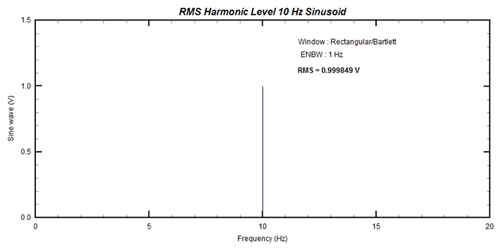 RMS Harmonic Level 10 Hz Sinusoid
Window : Rectangular/Bartlett
ENBW : 1 Hz
RMS = 0.999849 V
Sine wave (V)
1.5
1.0
0.5
0.0
0 5 10 15 20
Frequency (Hz)